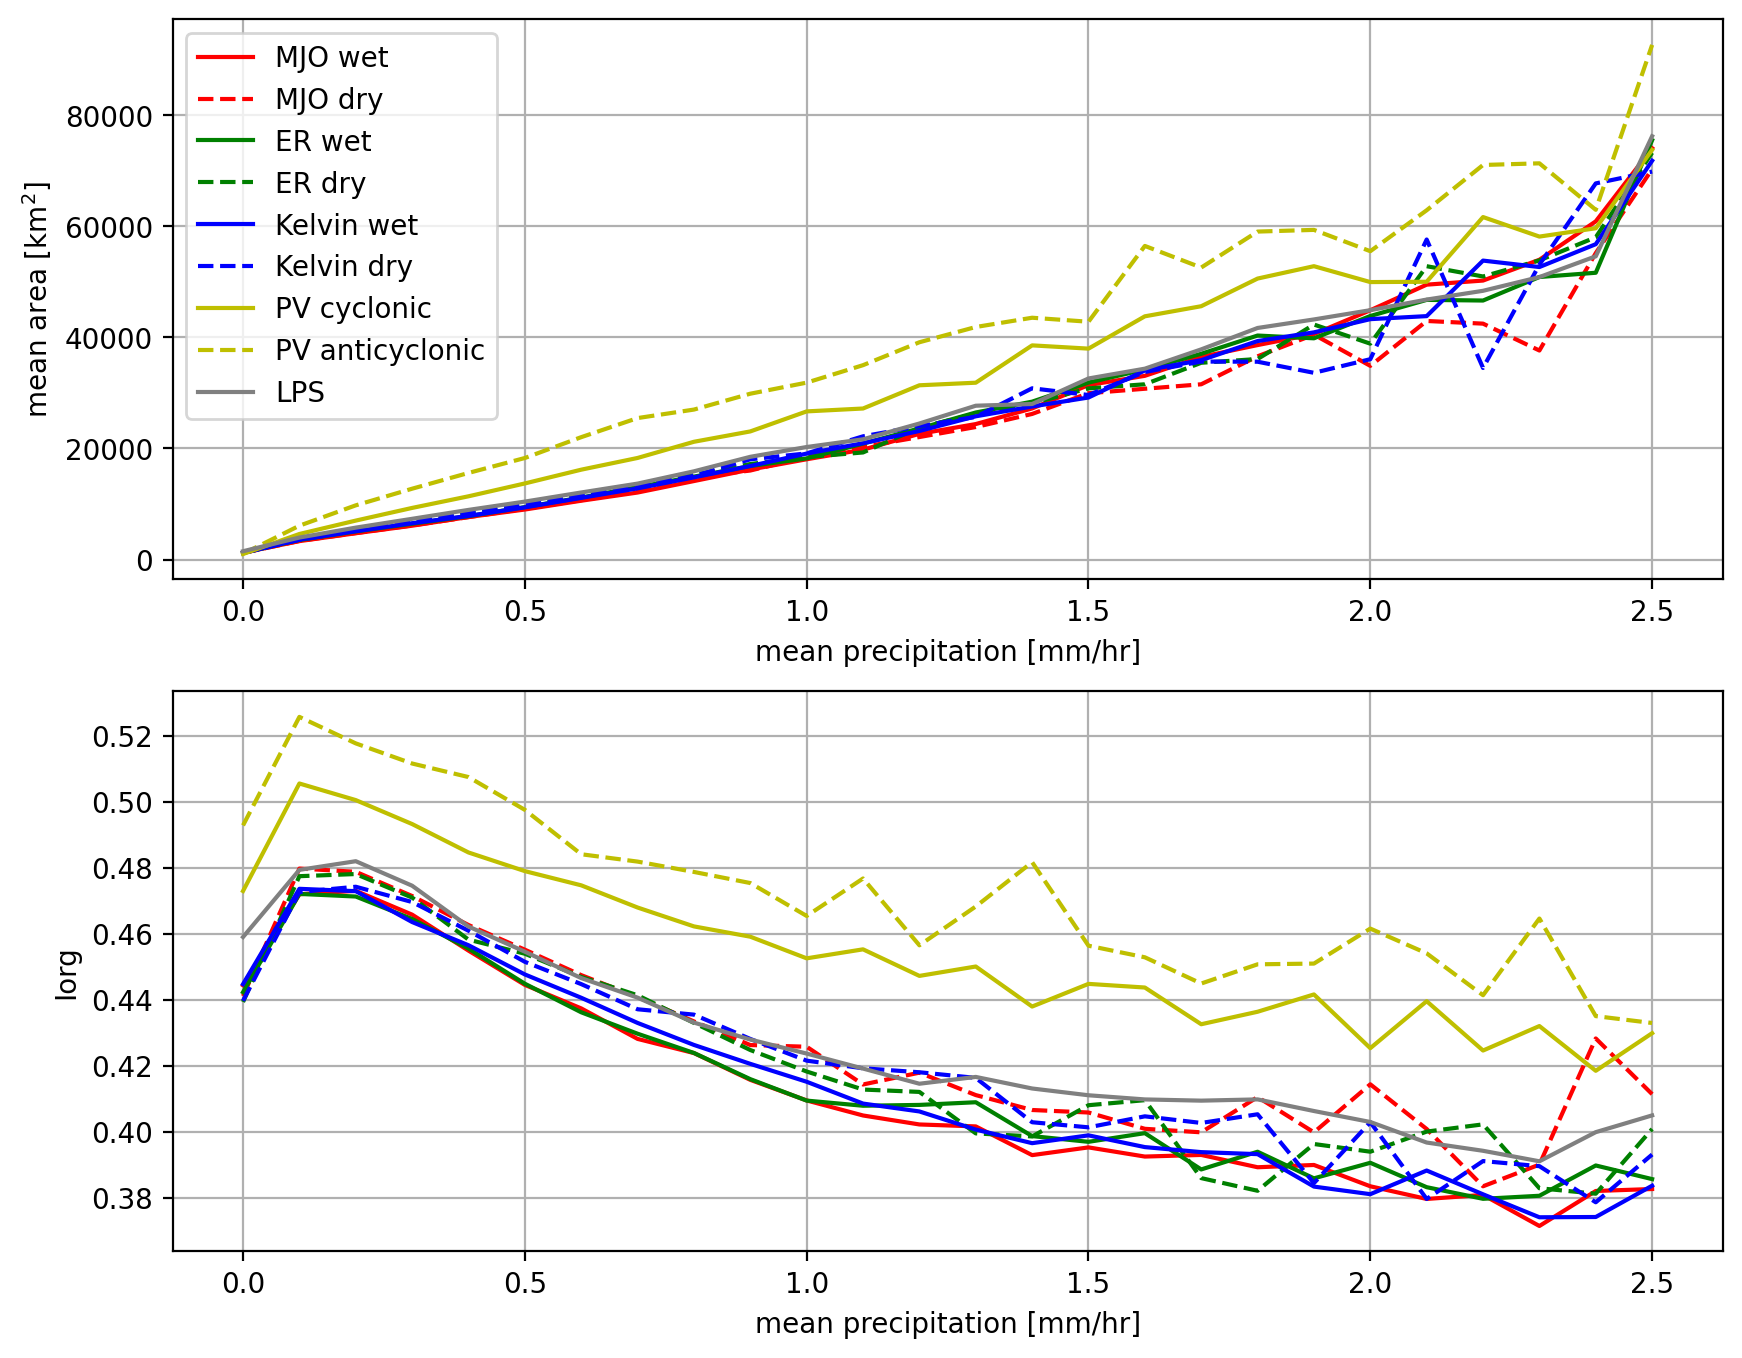 MJO wet
MJO dry
ER wet
ER dry
Kelvin wet
Kelvin dry
PV cyclonic
PV anticyclonic
LPS
mean area [km²]
80000
60000
40000
20000
0
0.0 0.5 1.0 1.5 2.0 2.5
mean precipitation [mm/hr]
Iorg
0.52
0.50
0.48
0.46
0.44
0.42
0.40
0.38
0.0 0.5 1.0 1.5 2.0 2.5
mean precipitation [mm/hr]